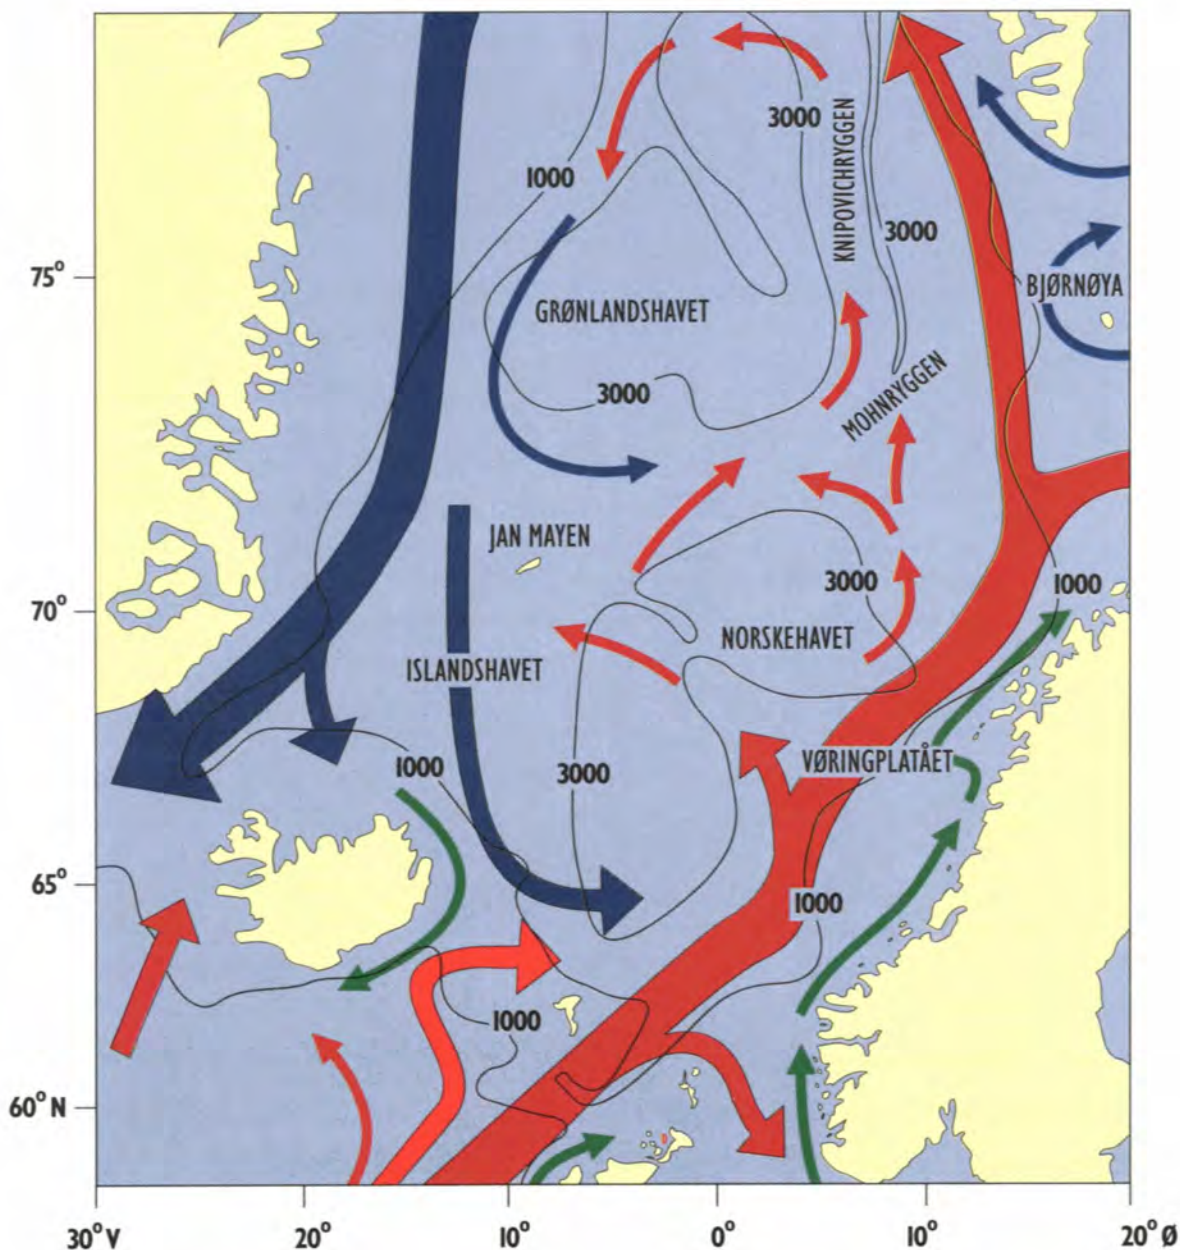 1000
3000
KNIPOVICHRYGGEN
3000
75°
BJØRNØYA
GRØNLANDSHAVET
3000
MOHNRYGGEN
JAN MAYEN
3000
1000
70°
NORSKEHAVET
ISLANDSHAVET
1000
3000
VØRINGPLATÅET
65°
1000
1000
60° N
30° V
20°
10°
0°
10°
20° Ø